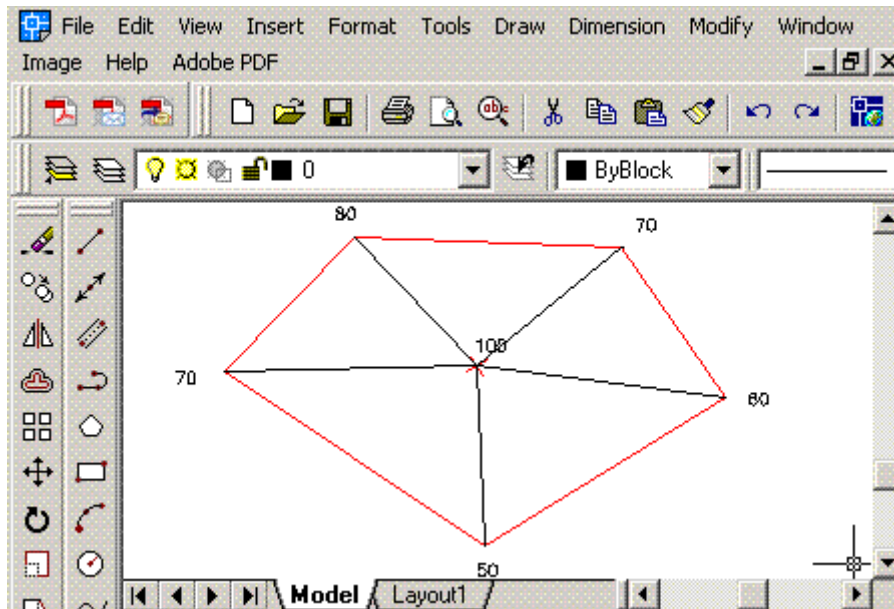 File Edit View Insert Format Tools Draw Dimension Modify Window
Image Help Adobe PDF
0 ByBlock
80
70
100
70
60
50
Model Layout1